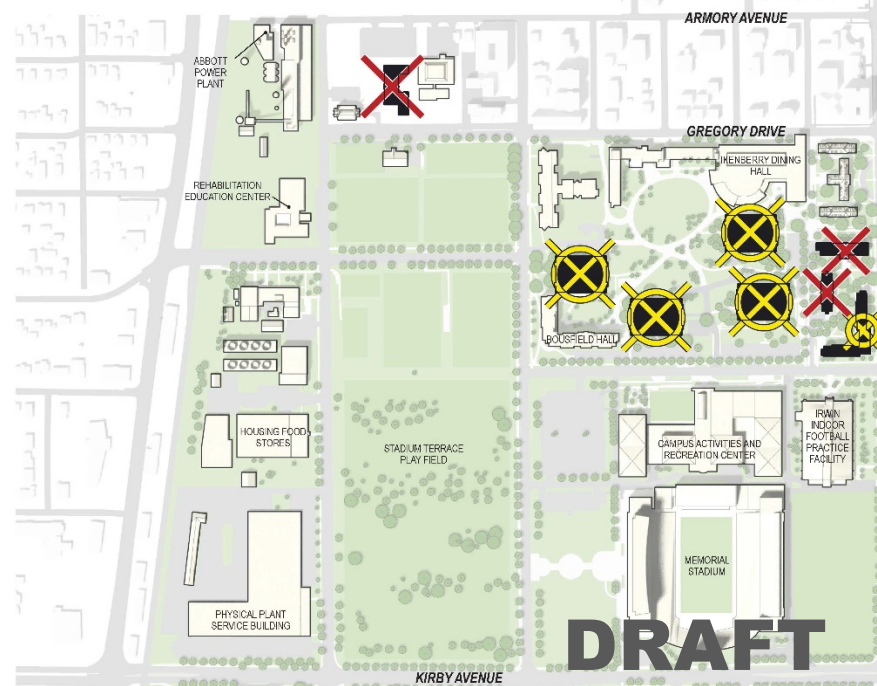 ARMORY AVENUE
ABBOTT
POWER
PLANT
GREGORY DRIVE
IKENBERRY DINING
HALL
REHABILITATION
EDUCATION CENTER
BOUSFIELD HALL
HOUSING FOOD
STORES
STADIUM TERRACE
PLAY FIELD
CAMPUS ACTIVITIES AND
RECREATION CENTER
IRWIN
INDOOR
FOOTBALL
PRACTICE
FACILITY
MEMORIAL
STADIUM
PHYSICAL PLANT
SERVICE BUILDING
DRAFT
KIRBY AVENUE